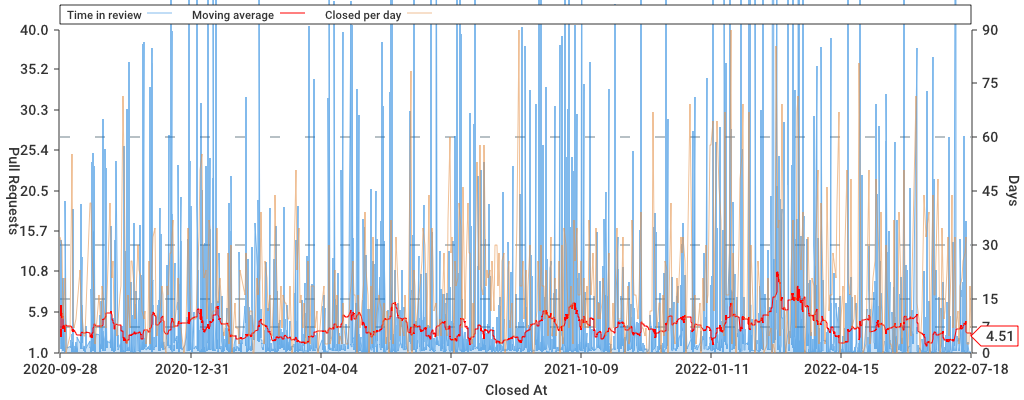 Time in review Moving average Closed per day
40.0 90
35.2 75
30.3
60
25.4
20.5 45
15.7
30
10.8
15
5.9
7
4.51
1.0 0
Pull Requests
Days
2020-09-28 2020-12-31 2021-04-04 2021-07-07 2021-10-09 2022-01-11 2022-04-15 2022-07-18
Closed At